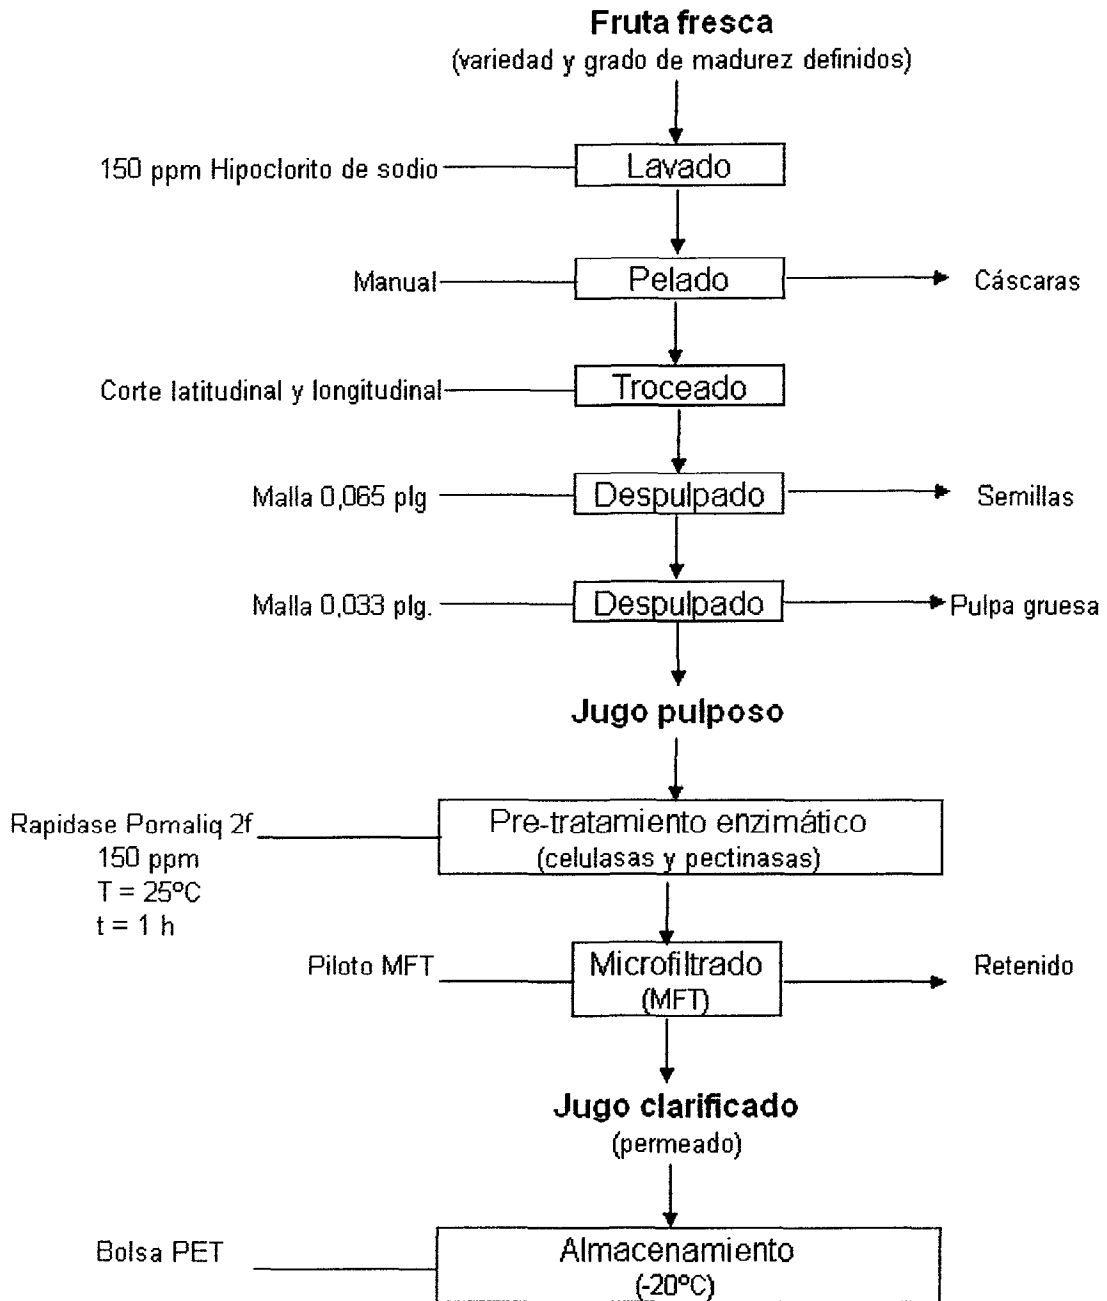 Fruta fresca
(variedad y grado de madurez definidos)
150 ppm Hipoclorito de sodio
Lavado
Manual
Pelado
Cáscaras
Corte latitudinal y longitudinal
Troceado
Malla 0,065 plg
Despulpado
Semillas
Malla 0,033 plg.
Despulpado
Pulpa gruesa
Jugo pulposo
Rapidase Pomaliq 2f
150 ppm
T = 25ºC
t = 1 h
Pre-tratamiento enzimático
(celulasas y pectinasas)
Piloto MFT
Microfiltrado
(MFT)
Retenido
Jugo clarificado
(permeado)
Bolsa PET
Almacenamiento
(-20ºC)